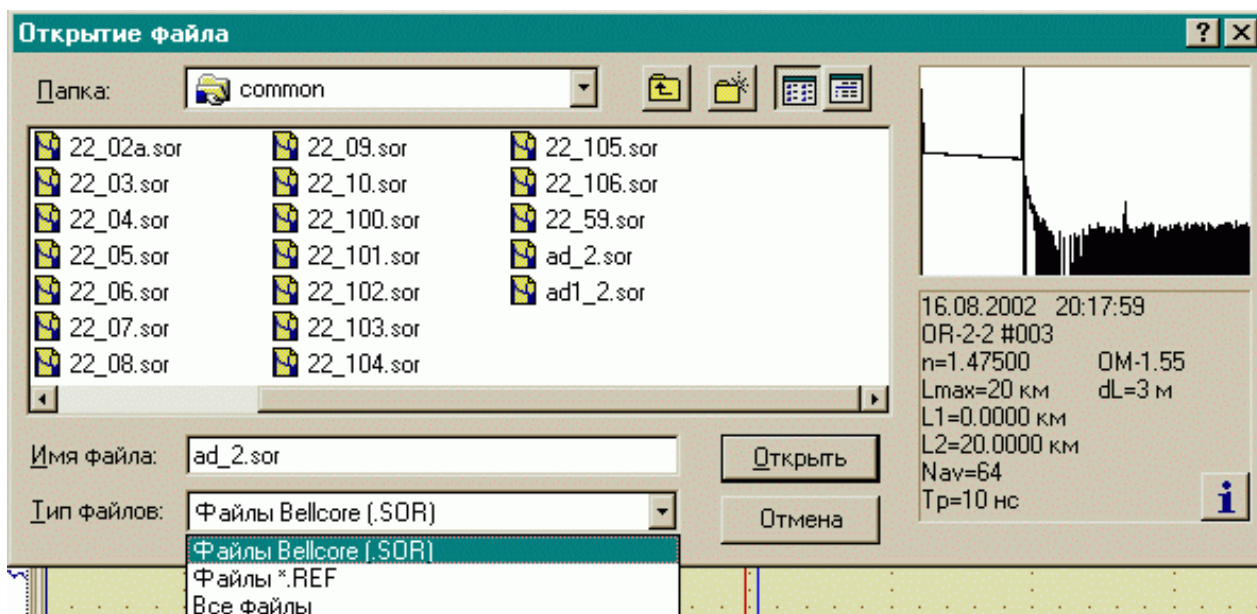 Открытие файла
Папка: common
22_02a.sor 22_09.sor 22_105.sor
22_03.sor 22_10.sor 22_106.sor
22_04.sor 22_100.sor 22_59.sor
22_05.sor 22_101.sor ad_2.sor
22_06.sor 22_102.sor ad1_2.sor
22_07.sor 22_103.sor
22_08.sor 22_104.sor
Имя файла: ad_2.sor Открыть
Тип файлов: Файлы Bellcore (.SOR) Отмена
Файлы Bellcore (.SOR)
Файлы *.REF
Все файлы
16.08.2002 20:17:59
OR-2-2 #003
n=1.47500 OM-1.55
Lmax=20 км dL=3 м
L1=0.0000 км
L2=20.0000 км
Nav=64
Tp=10 нс